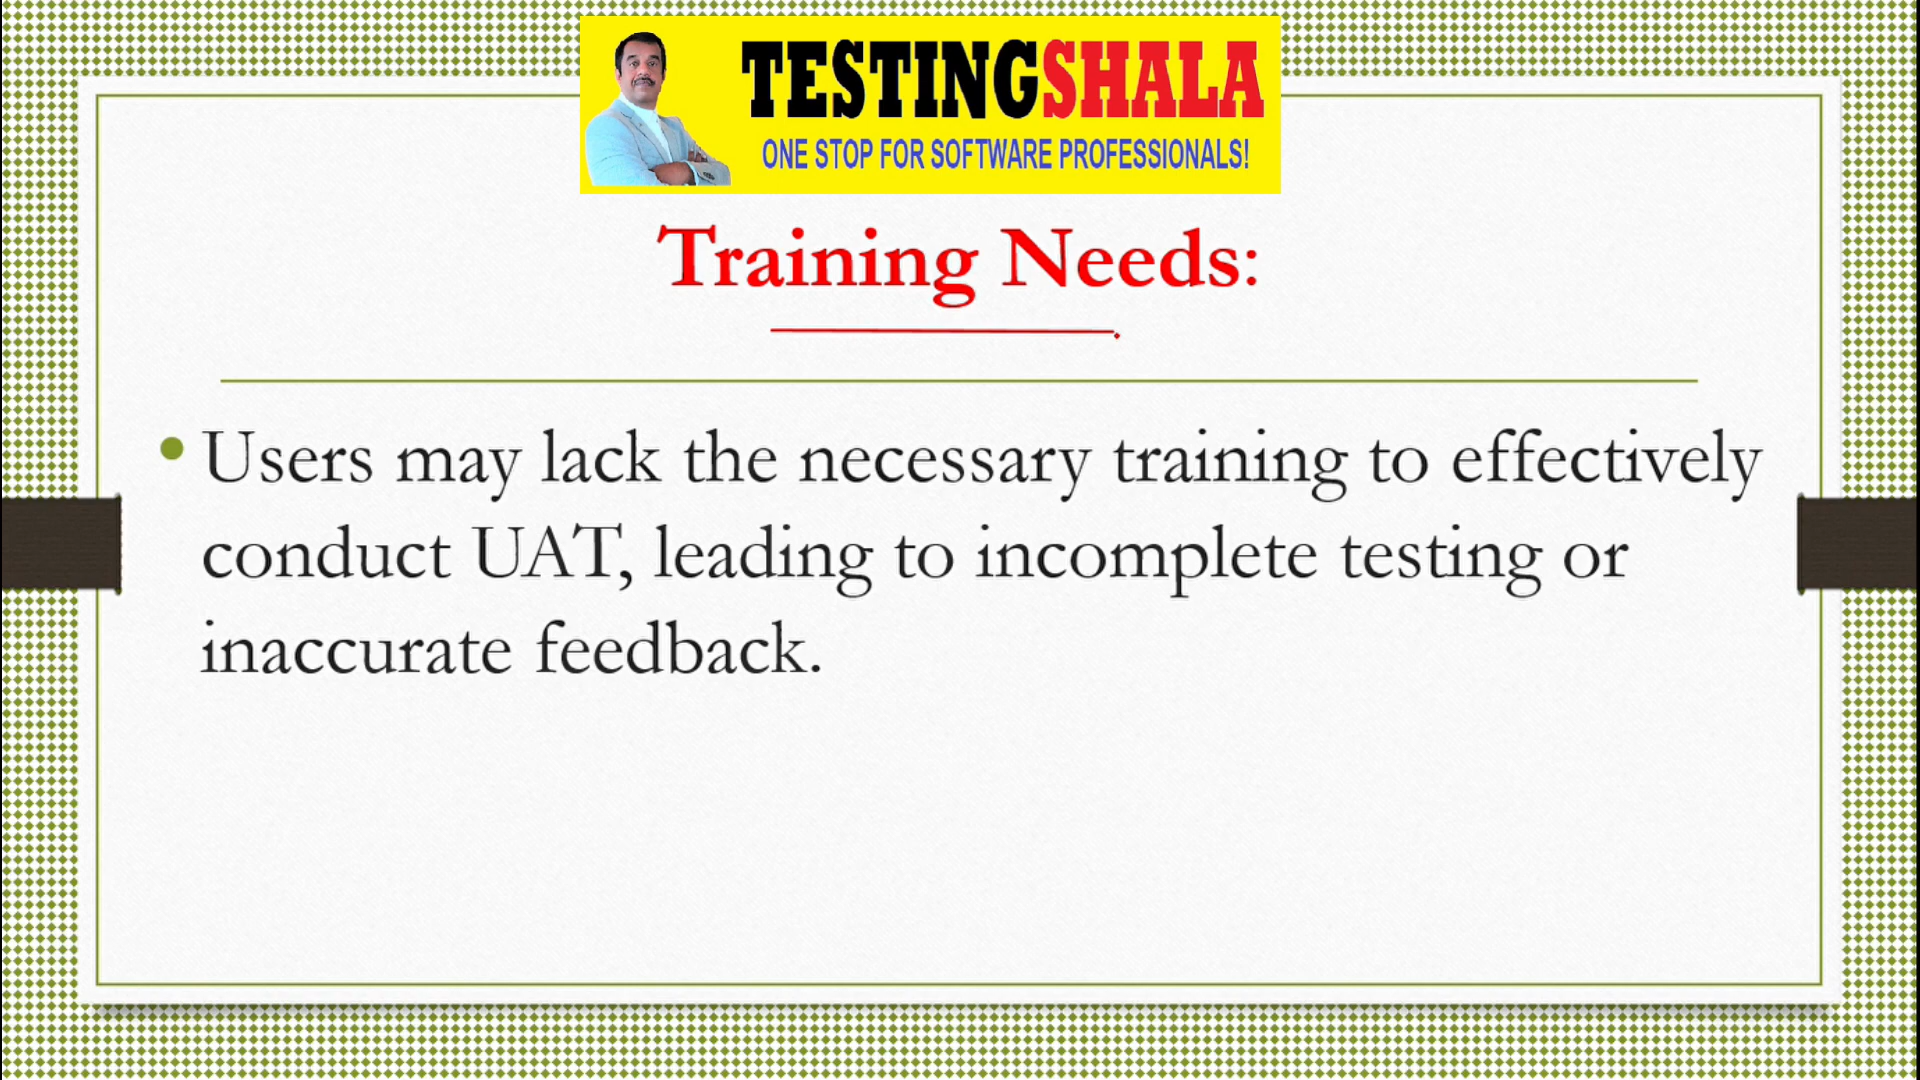 TESTINGSHALA
ONE STOP FOR SOFTWARE PROFESSIONALS!
Training Needs:
• Users may lack the necessary training to effectively
conduct UAT, leading to incomplete testing or
inaccurate feedback.